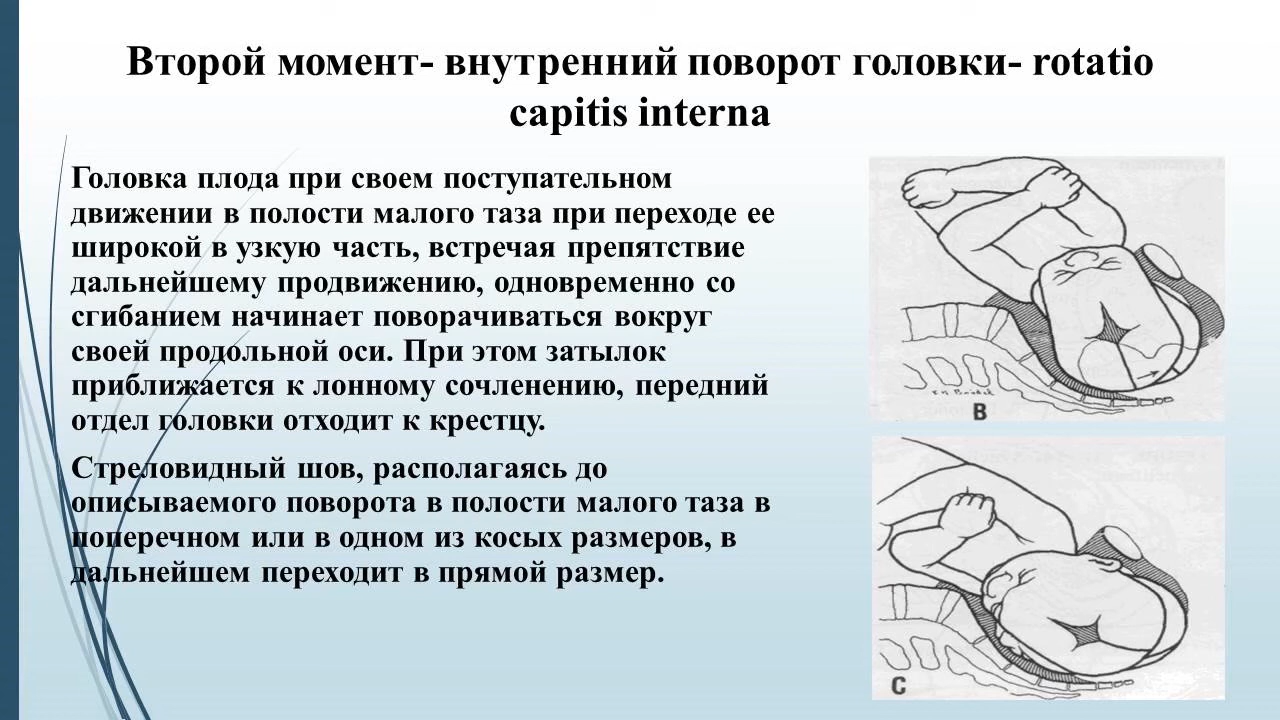 Второй момент- внутренний поворот головки- rotatio
capitis interna
Головка плода при своем поступательном
движении в полости малого таза при переходе ее
широкой в узкую часть, встречая препятствие
дальнейшему продвижению, одновременно со
сгибанием начинает поворачиваться вокруг
своей продольной оси. При этом затылок
приближается к лонному сочленению, передний
отдел головки отходит к крестцу.
Стреловидный шов, располагаясь до
описываемого поворота в полости малого таза в
поперечном или в одном из косых размеров, в
дальнейшем переходит в прямой размер.
B
C